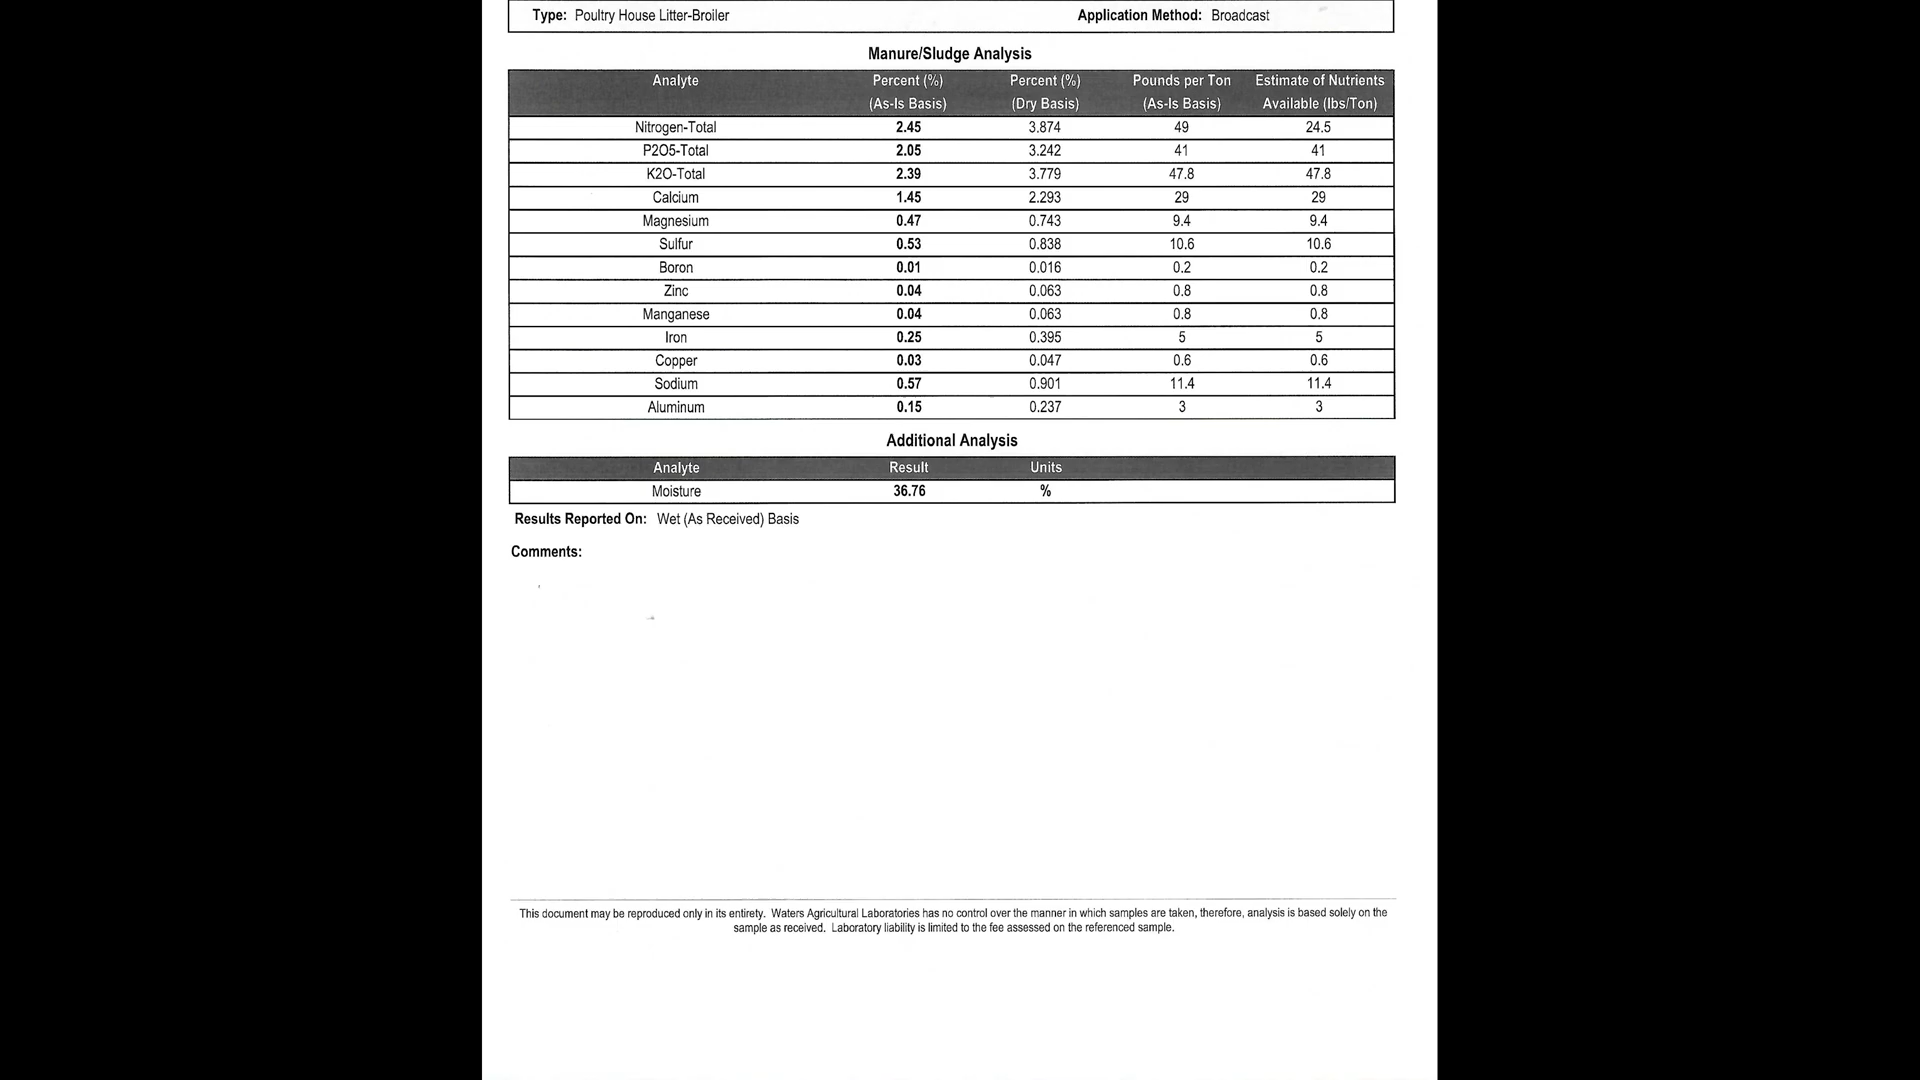 Type: Poultry House Litter-Broiler Application Method: Broadcast
Manure/Sludge Analysis
Analyte Percent (%) Percent (%) Pounds per Ton Estimate of Nutrients
(As-Is Basis) (Dry Basis) (As-Is Basis) Available (lbs/Ton)
Nitrogen-Total 2.45 3.874 49 24.5
P2O5-Total 2.05 3.242 41 41
K2O-Total 2.39 3.779 47.8 47.8
Calcium 1.45 2.293 29 29
Magnesium 0.47 0.743 9.4 9.4
Sulfur 0.53 0.838 10.6 10.6
Boron 0.01 0.016 0.2 0.2
Zinc 0.04 0.063 0.8 0.8
Manganese 0.04 0.063 0.8 0.8
Iron 0.25 0.395 5 5
Copper 0.03 0.047 0.6 0.6
Sodium 0.57 0.901 11.4 11.4
Aluminum 0.15 0.237 3 3
Additional Analysis
Analyte Result Units
Moisture 36.76 %
Results Reported On: Wet (As Received) Basis
Comments:
This document may be reproduced only in its entirety. Waters Agricultural Laboratories has no control over the manner in which samples are taken, therefore, analysis is based solely on the
sample as received. Laboratory liability is limited to the fee assessed on the referenced sample.